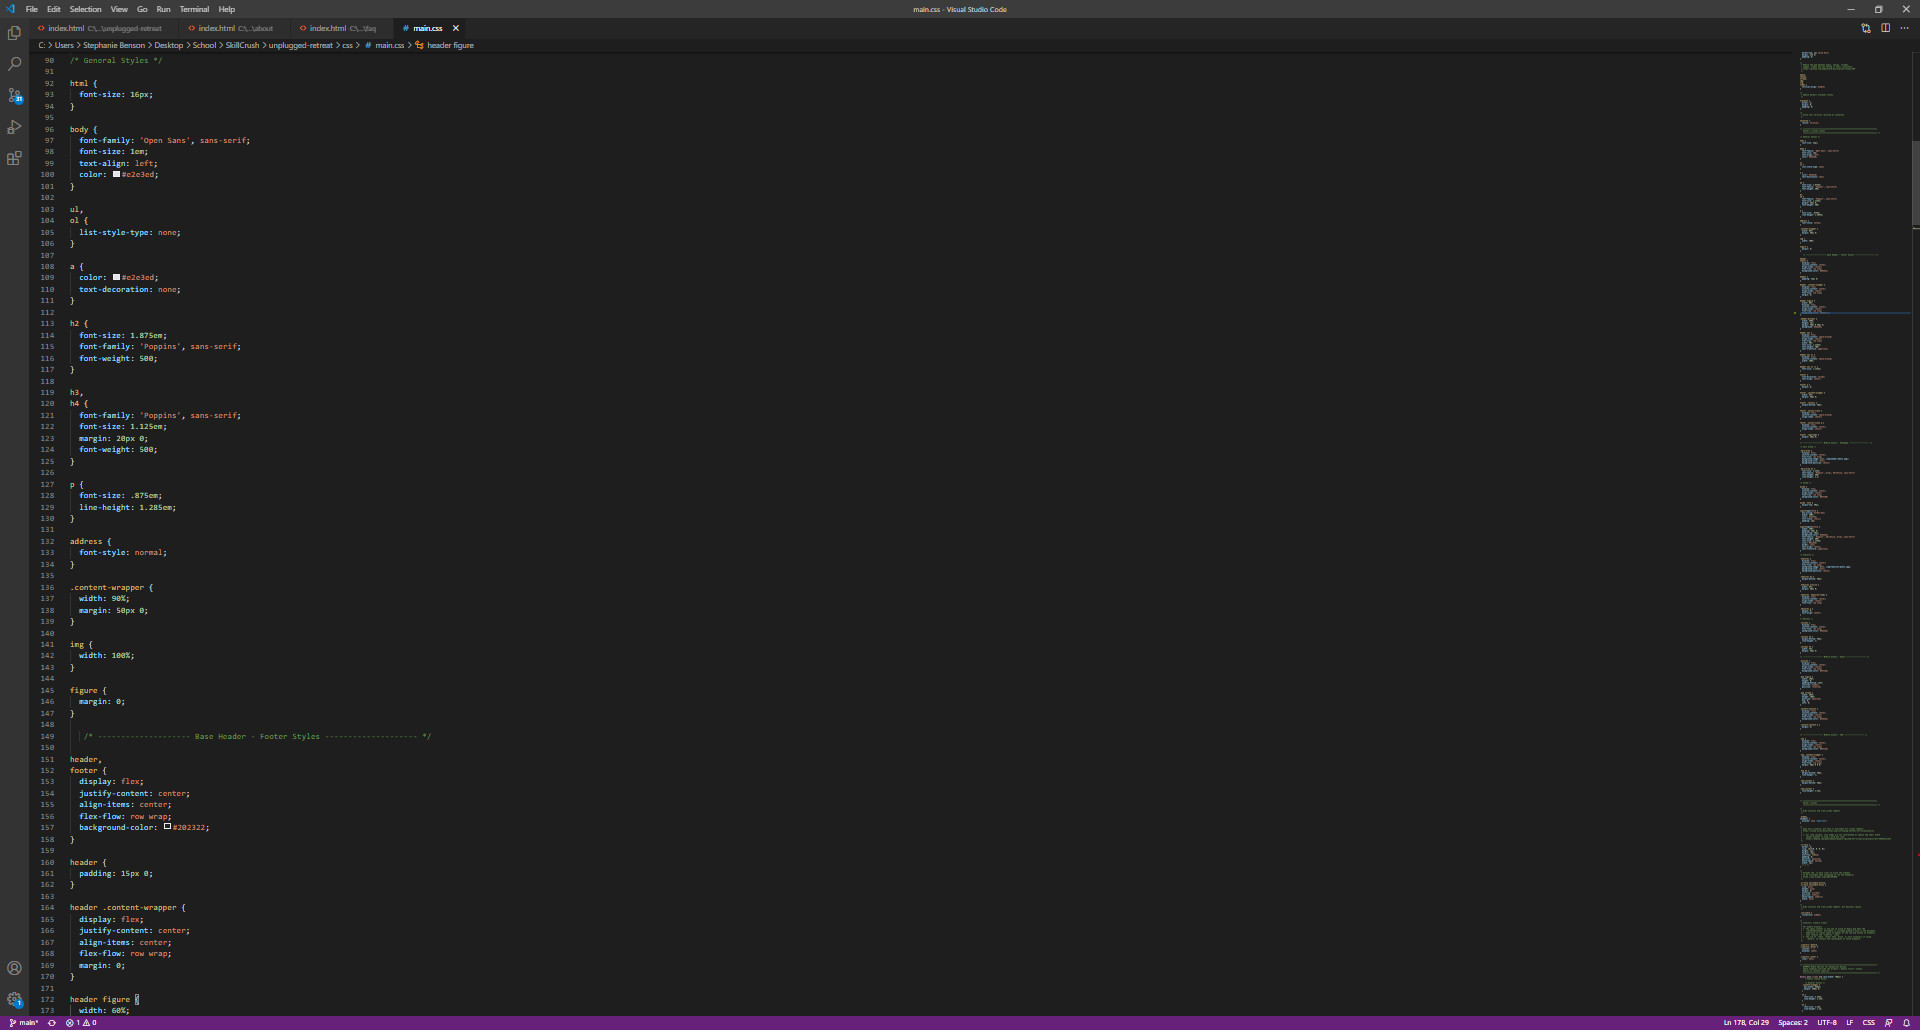 File Edit Selection View Go Run Terminal Help
main.css - Visual Studio Code
index.html C:\...\unplugged-retreat
index.html C:\...\about
index.html C:\...\faq
# main.css
C: > Users > Stephanie Benson > Desktop > School > SkillCrush > unplugged-retreat > css > # main.css > header figure
90 /* General Styles */
91
92 html {
93 font-size: 16px;
94 }
95
96 body {
97 font-family: 'Open Sans', sans-serif;
98 font-size: 1em;
99 text-align: left;
100 color: #e2e3ed;
101 }
102
103 ul,
104 ol {
105 list-style-type: none;
106 }
107
108 a {
109 color: #e2e3ed;
110 text-decoration: none;
111 }
112
113 h2 {
114 font-size: 1.875em;
115 font-family: 'Poppins', sans-serif;
116 font-weight: 500;
117 }
118
119 h3,
120 h4 {
121 font-family: 'Poppins', sans-serif;
122 font-size: 1.125em;
123 margin: 20px 0;
124 font-weight: 500;
125 }
126
127 p {
128 font-size: .875em;
129 line-height: 1.285em;
130 }
131
132 address {
133 font-style: normal;
134 }
135
136 .content-wrapper {
137 width: 90%;
138 margin: 50px 0;
139 }
140
141 img {
142 width: 100%;
143 }
144
145 figure {
146 margin: 0;
147 }
148
149 /* -------------------- Base Header - Footer Styles -------------------- */
150
151 header,
152 footer {
153 display: flex;
154 justify-content: center;
155 align-items: center;
156 flex-flow: row wrap;
157 background-color: #202322;
158 }
159
160 header {
161 padding: 15px 0;
162 }
163
164 header .content-wrapper {
165 display: flex;
166 justify-content: center;
167 align-items: center;
168 flex-flow: row wrap;
169 margin: 0;
170 }
171
172 header figure {
173 width: 60%;
31
1
main* 1 0
Ln 178, Col 29 Spaces: 2 UTF-8 LF CSS